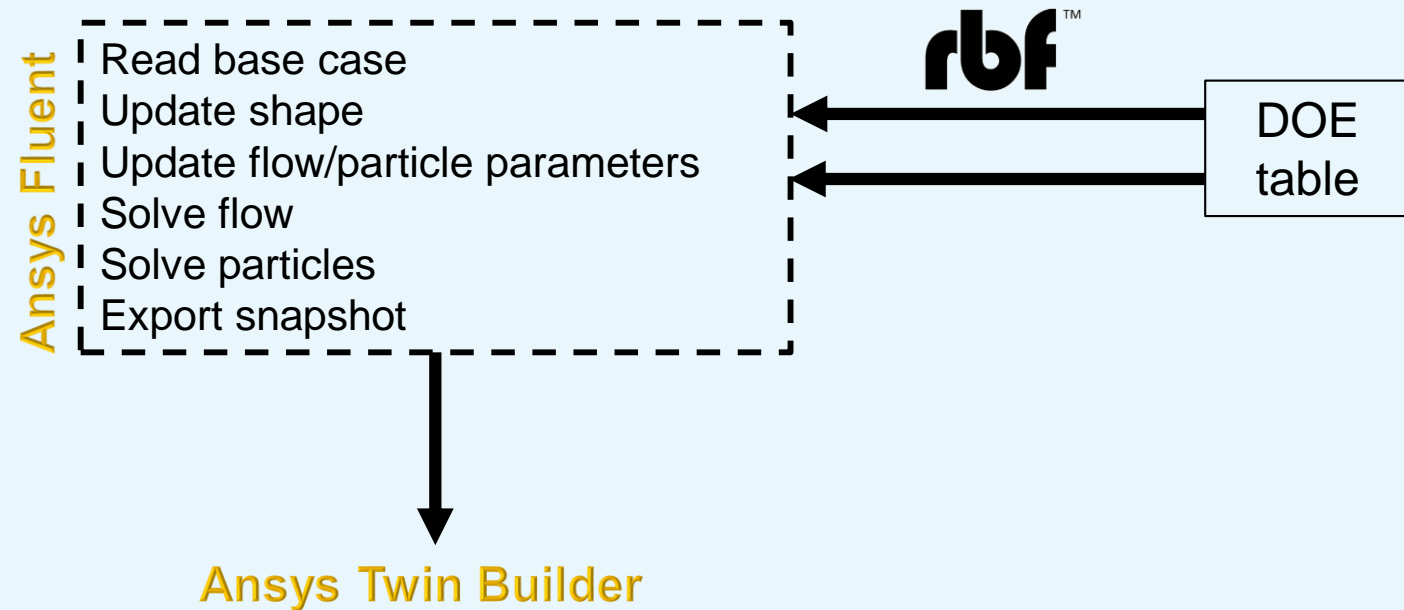 Ansys Fluent
Read base case
Update shape
Update flow/particle parameters
Solve flow
Solve particles
Export snapshot
rbf™
DOE
table
Ansys Twin Builder